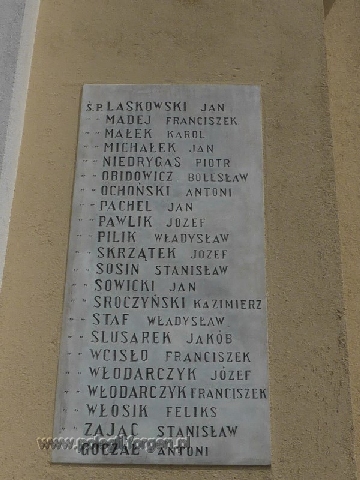 Ś.P. LASKOWSKI JAN
" " MADEJ FRANCISZEK
" " MAŁEK KAROL
" " MICHAŁEK JAN
" " NIEDRYGAS PIOTR
" " OBIDOWICZ BOLESŁAW
" " OCHOŃSKI ANTONI
" " PACHEL JAN
" " PAWLIK JÓZEF
" " PILIK WŁADYSŁAW
" " SKRZĄTEK JÓZEF
" " SOSIN STANISŁAW
" " SOWICKI JAN
" " SROCZYŃSKI KAZIMIERZ
" " STAF WŁADYSŁAW
" " ŚLUSAREK JAKÓB
" " WCISŁO FRANCISZEK
" " WŁODARCZYK JÓZEF
" " WŁODARCZYK FRANCISZEK
" " WŁOSIK FELIKS
" " ZAJĄC STANISŁAW
GOCZAŁ ANTONI